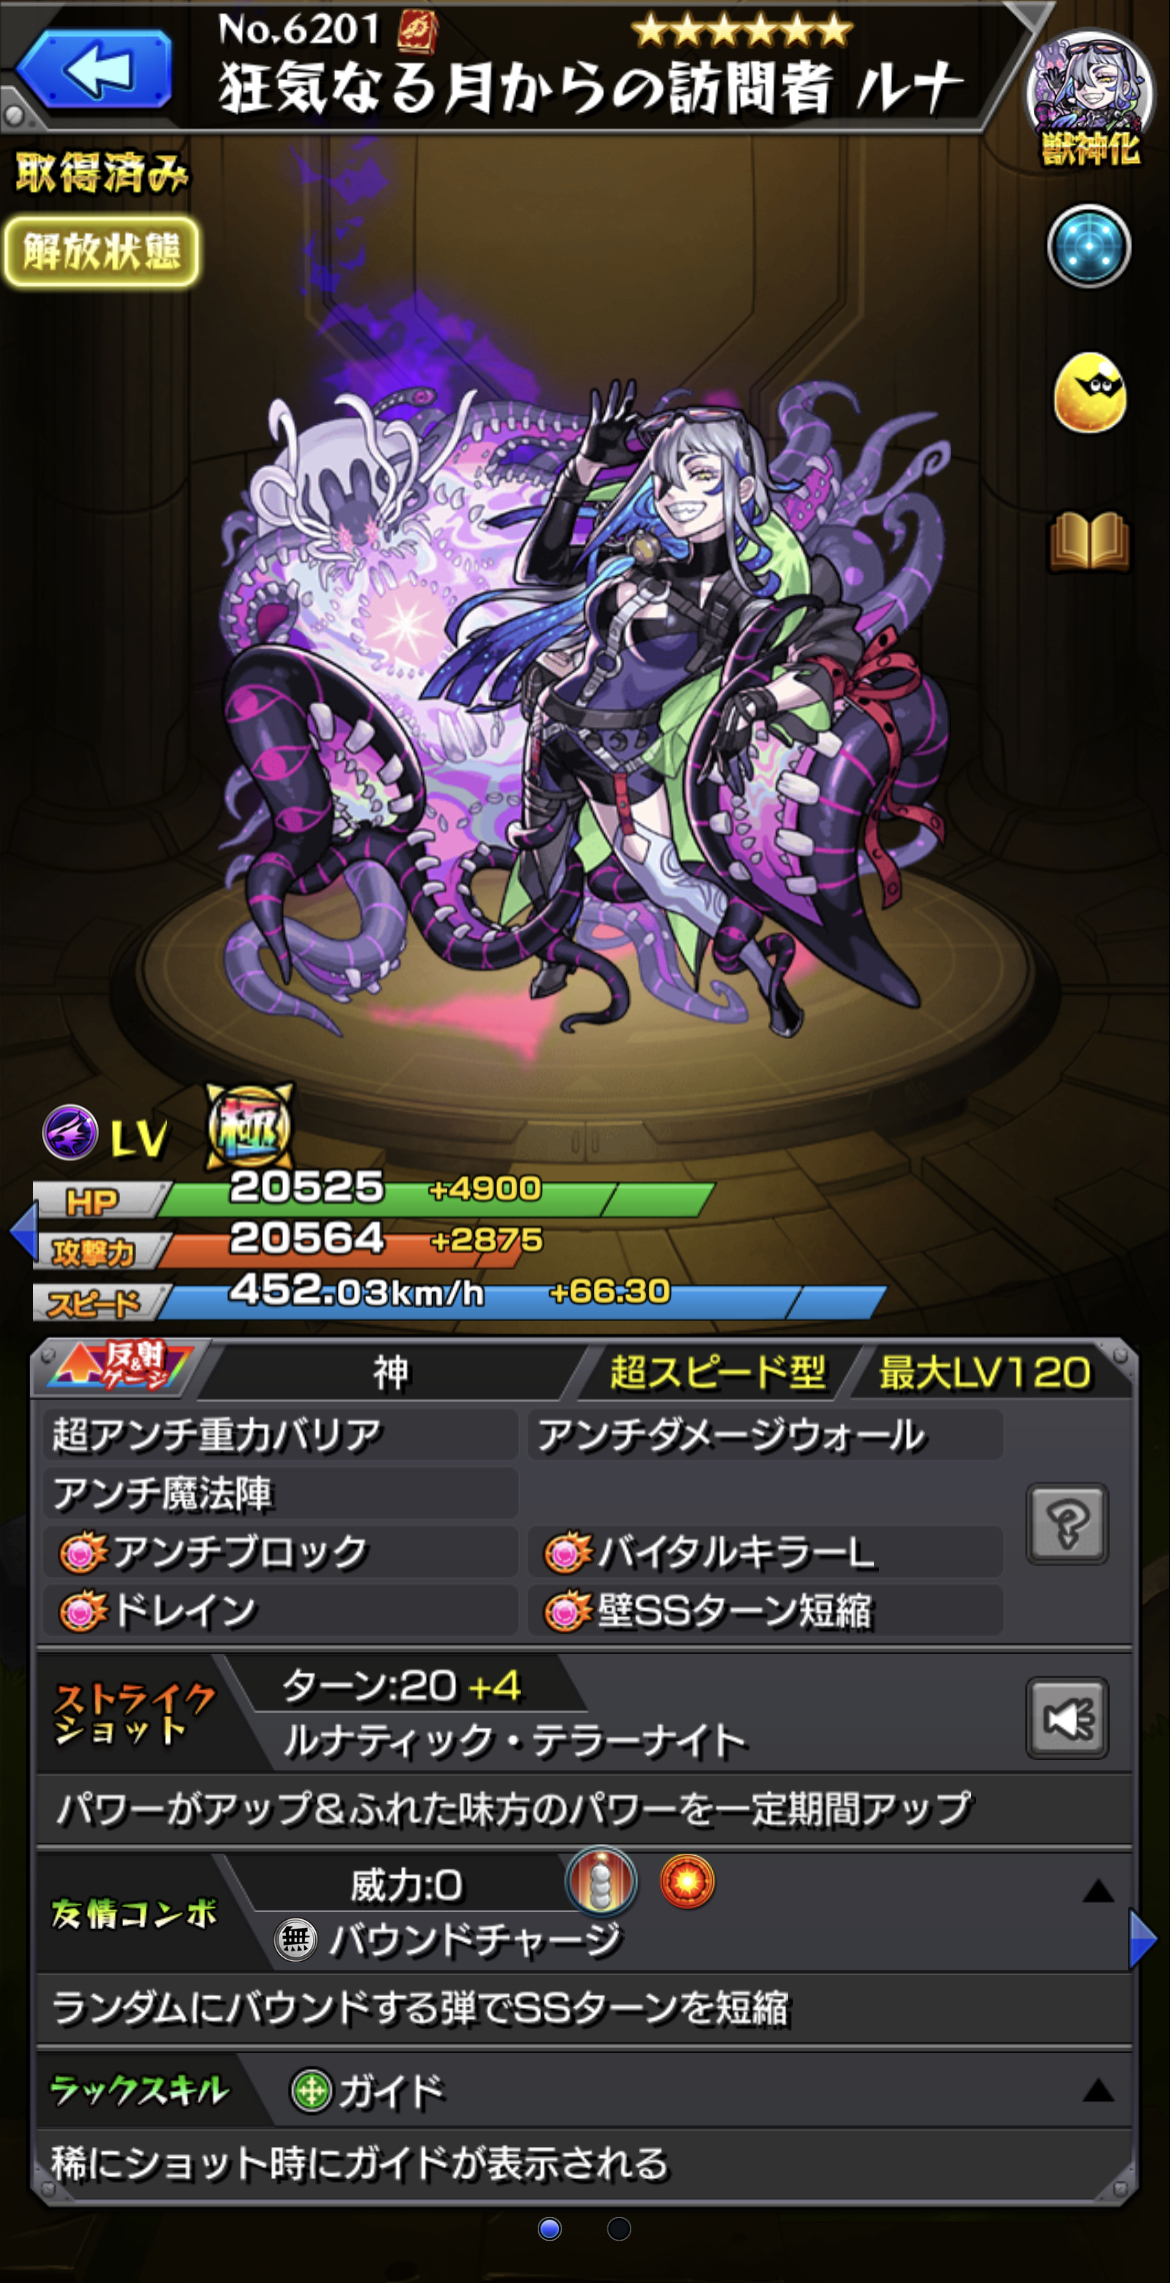 No.6201
狂気なる月からの訪問者 ルナ
獣神化
取得済み
解放状態
LV 極
HP 20525 +4900
攻撃力 20564 +2875
スピード 452.03km/h +66.30
反射&ゲージ 神 超スピード型 最大LV120
超アンチ重力バリア アンチダメージウォール
アンチ魔法陣
アンチブロック バイタルキラーL
ドレイン 壁SSターン短縮
ストライクショット ターン:20 +4
ルナティック・テラーナイト
パワーがアップ&ふれた味方のパワーを一定期間アップ
友情コンボ 威力:0
無 バウンドチャージ
ランダムにバウンドする弾でSSターンを短縮
ラックスキル ガイド
稀にショット時にガイドが表示される